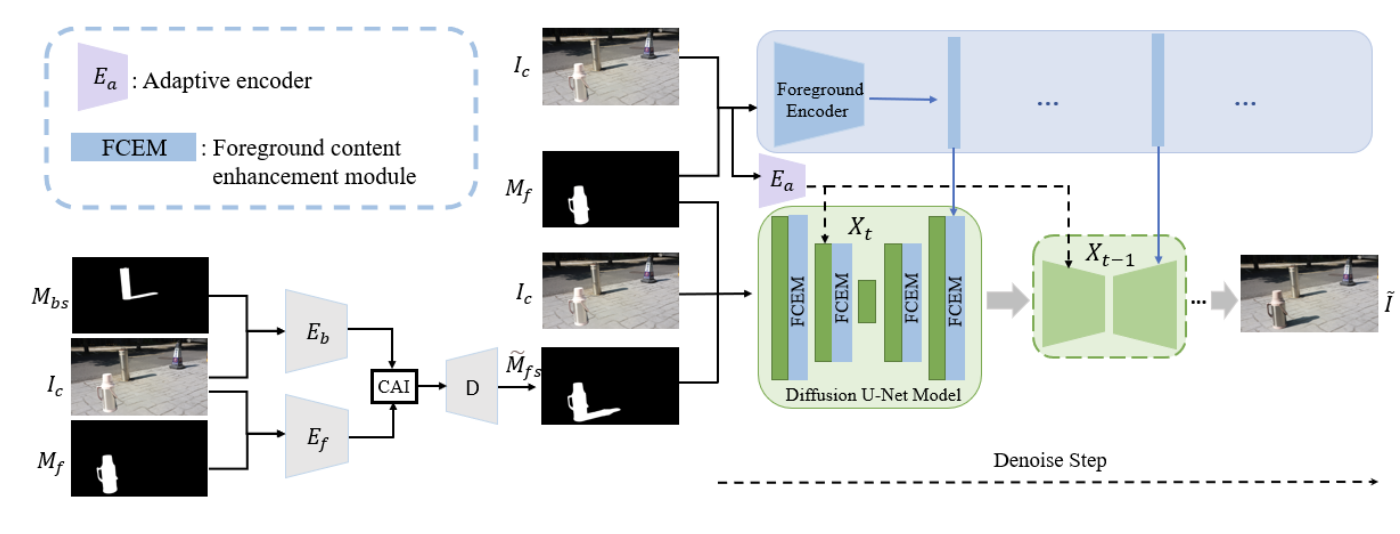 E_a : Adaptive encoder
FCEM : Foreground content
enhancement module
M_{bs}
I_c
M_f
E_b
E_f
CAI
D
\widetilde{M}_{fs}
I_c
M_f
I_c
Foreground
Encoder
...
...
E_a
X_t
FCEM
FCEM
FCEM
FCEM
Diffusion U-Net Model
X_{t-1}
...
\tilde{I}
Denoise Step